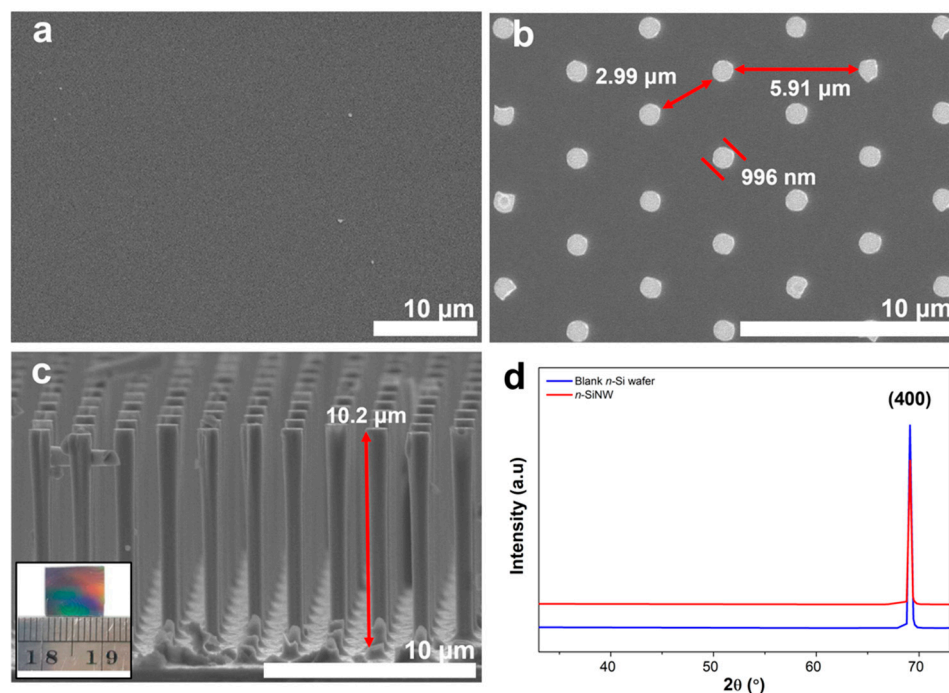 a
10 µm
b
2.99 µm
5.91 µm
996 nm
10 µm
c
10.2 µm
10 µm
18 19
d
Blank n-Si wafer
n-SiNW
(400)
Intensity (a.u)
40 50 60 70
2θ (°)